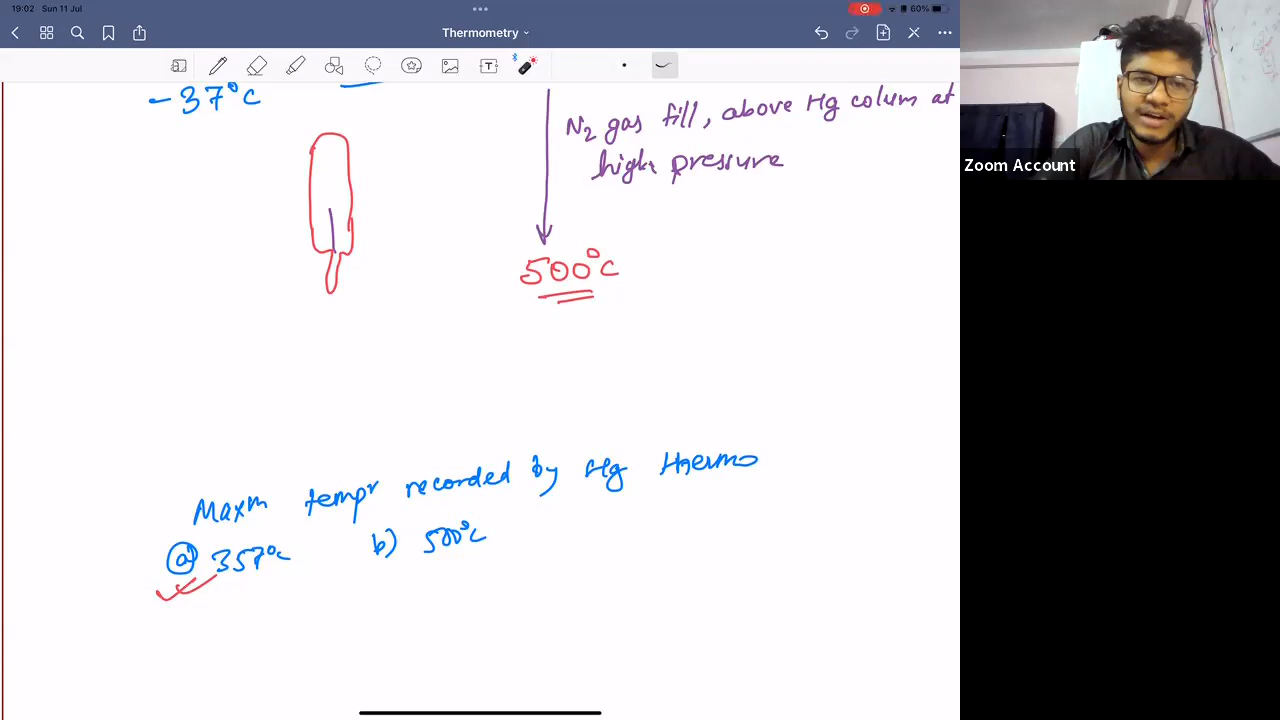 19:02 Sun 11 Jul
60%
Thermometry
T
-37°C
N2 gas fill, above Hg colum at
high pressure
500°C
Zoom Account
Maxm tempr recorded by Hg Thermo
a) 357°C b) 500°C